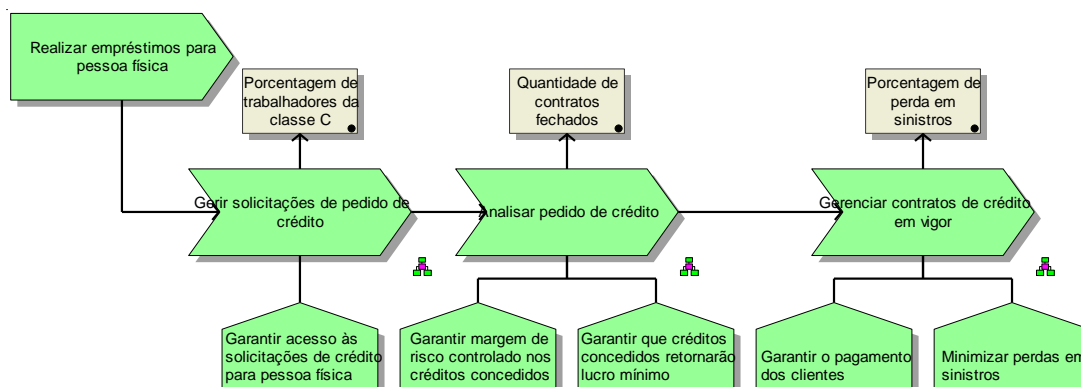 Realizar empréstimos para
pessoa física
Porcentagem de
trabalhadores da
classe C
Quantidade de
contratos
fechados
Porcentagem de
perda em
sinistros
Gerir solicitações de pedido de
crédito
Analisar pedido de crédito
Gerenciar contratos de crédito
em vigor
Garantir acesso às
solicitações de crédito
para pessoa física
Garantir margem de
risco controlado nos
créditos concedidos
Garantir que créditos
concedidos retornarão
lucro mínimo
Garantir o pagamento
dos clientes
Minimizar perdas em
sinistros